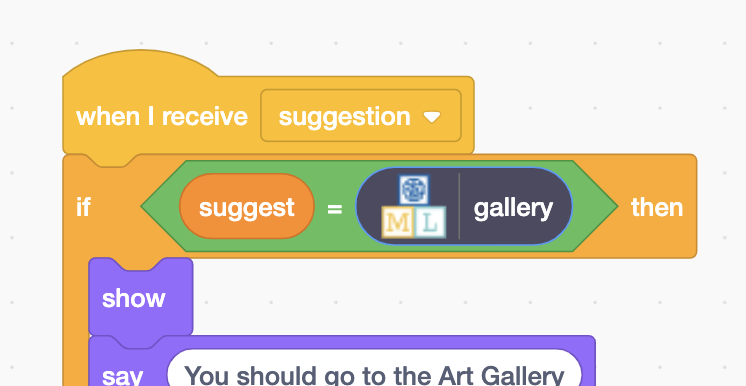 when I receive suggestion
if suggest = ML gallery then
show
say You should go to the Art Gallery